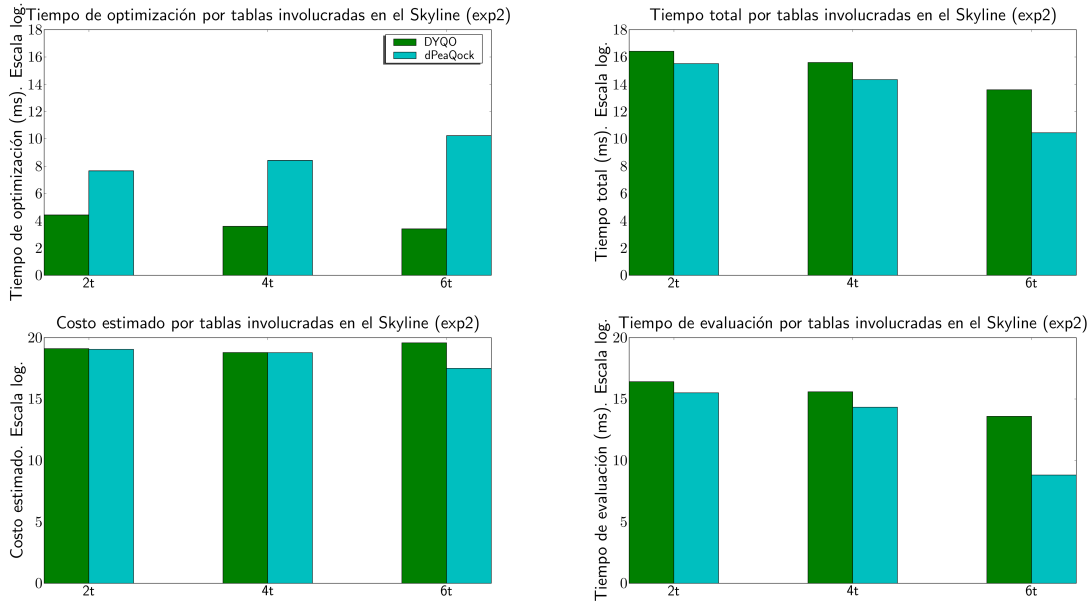 Tiempo de optimización por tablas involucradas en el Skyline (exp2)
Tiempo de optimización (ms). Escala log.
18
16
14
12
10
8
6
4
2
0
DYQO
dPeaQock
2t
4t
6t
Tiempo total por tablas involucradas en el Skyline (exp2)
Tiempo total (ms). Escala log.
18
16
14
12
10
8
6
4
2
0
2t
4t
6t
Costo estimado por tablas involucradas en el Skyline (exp2)
Costo estimado. Escala log.
20
15
10
5
0
2t
4t
6t
Tiempo de evaluación por tablas involucradas en el Skyline (exp2)
Tiempo de evaluación (ms). Escala log.
20
15
10
5
0
2t
4t
6t